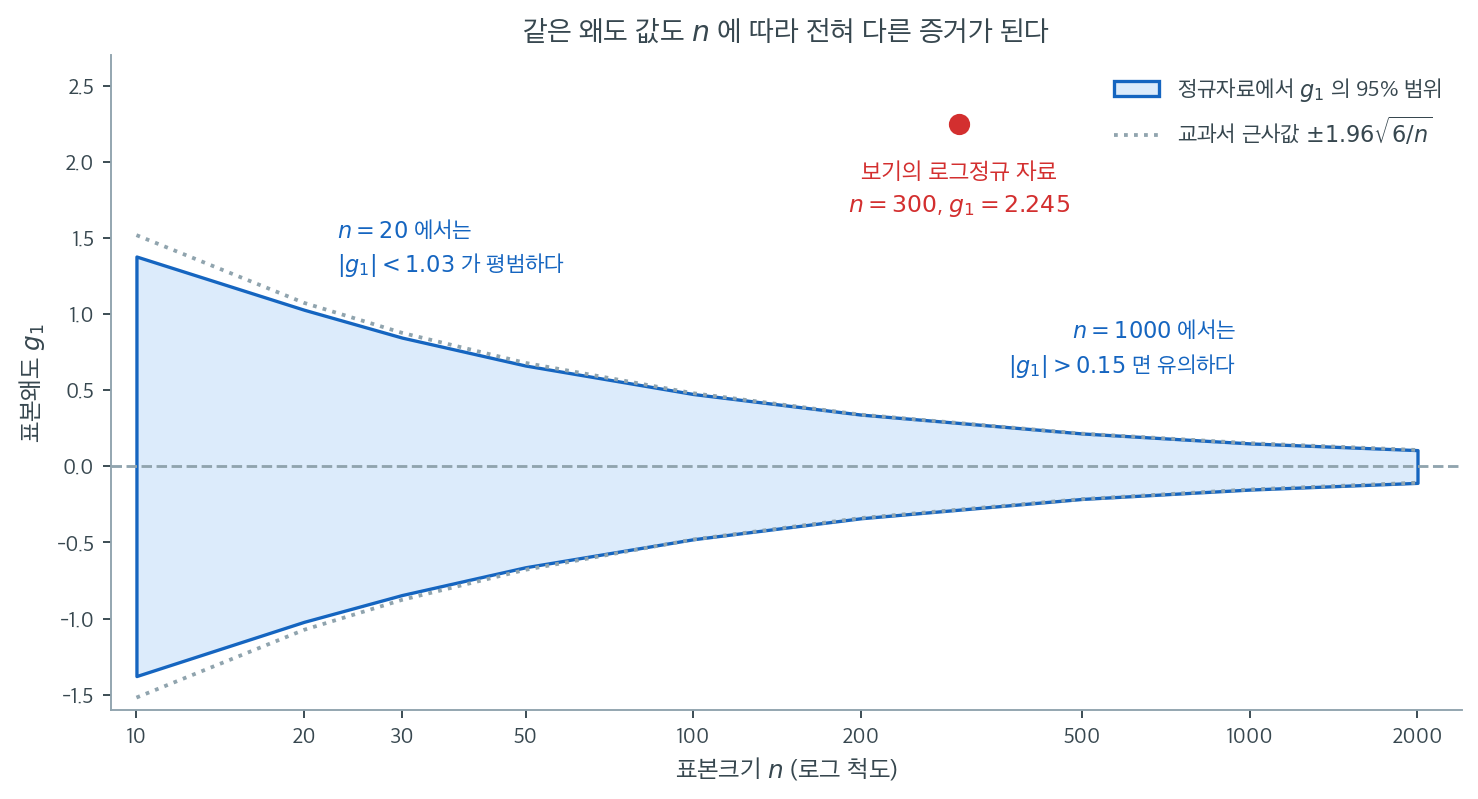 같은 왜도 값도 n 에 따라 전혀 다른 증거가 된다
정규자료에서 g₁ 의 95% 범위
교과서 근사값 ±1.96√6/n
보기의 로그정규 자료
n = 300, g₁ = 2.245
n = 20 에서는
|g₁| < 1.03 가 평범하다
n = 1000 에서는
|g₁| > 0.15 면 유의하다
표본왜도 g₁
2.5
2.0
1.5
1.0
0.5
0.0
-0.5
-1.0
-1.5
10 20 30 50 100 200 500 1000 2000
표본크기 n (로그 척도)